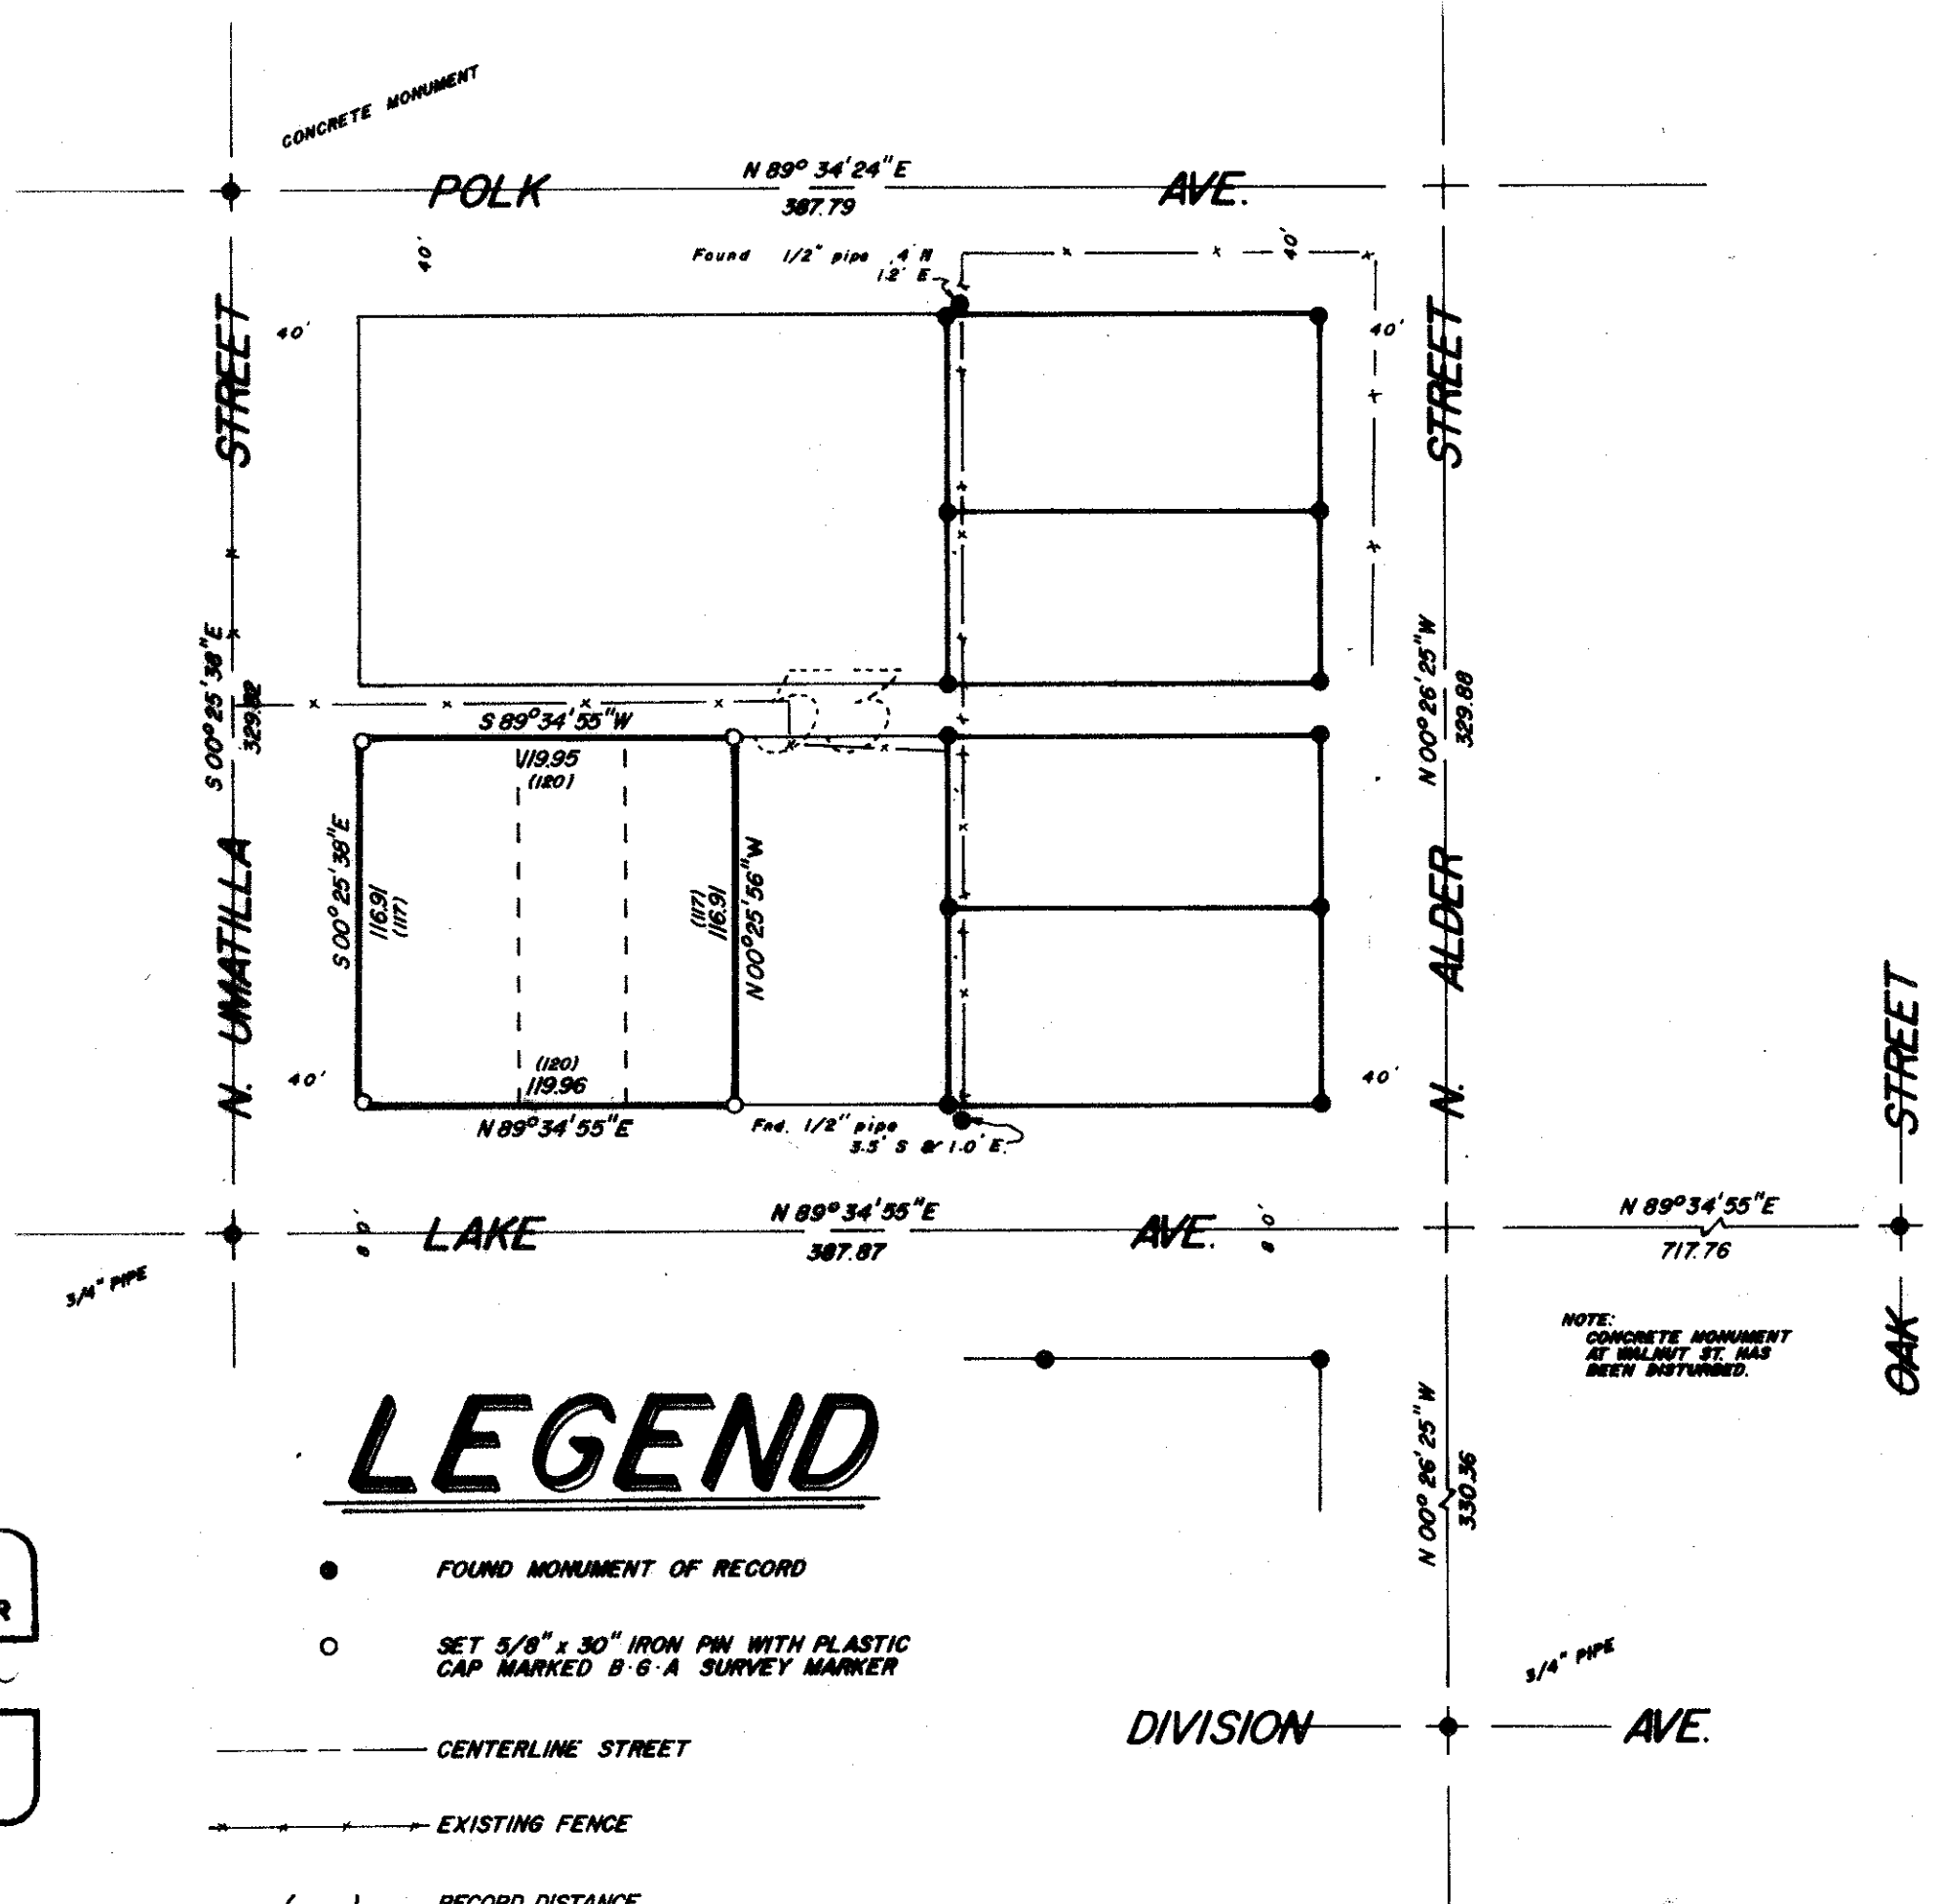 CONCRETE MONUMENT
POLK AVE.
N 89° 34' 24" E
387.79
40'
40'
Found 1/2" pipe .4' N
1.2' E
40'
40'
STREET
STREET
S 00° 25' 38" E
329.82
N 00° 26' 25" W
329.88
S 89° 34' 55" W
119.95
(120)
S 00° 25' 38" E
116.91
(117)
(117)
116.91
N 00° 25' 56" W
N. UMATILLA
N. ALDER
STREET
40'
(120)
119.96
N 89° 34' 55" E
Fnd. 1/2" pipe
3.5' S & 1.0' E.
40'
80'
LAKE AVE.
N 89° 34' 55" E
387.87
80'
N 89° 34' 55" E
717.76
3/4" PIPE
NOTE:
CONCRETE MONUMENT
AT WALNUT ST. HAS
BEEN DISTURBED.
OAK
N 00° 26' 25" W
330.36
LEGEND
FOUND MONUMENT OF RECORD
R
SET 5/8" x 30" IRON PIN WITH PLASTIC
CAP MARKED B·G·A SURVEY MARKER
3/4" PIPE
DIVISION AVE.
CENTERLINE STREET
EXISTING FENCE
( ) RECORD DISTANCE